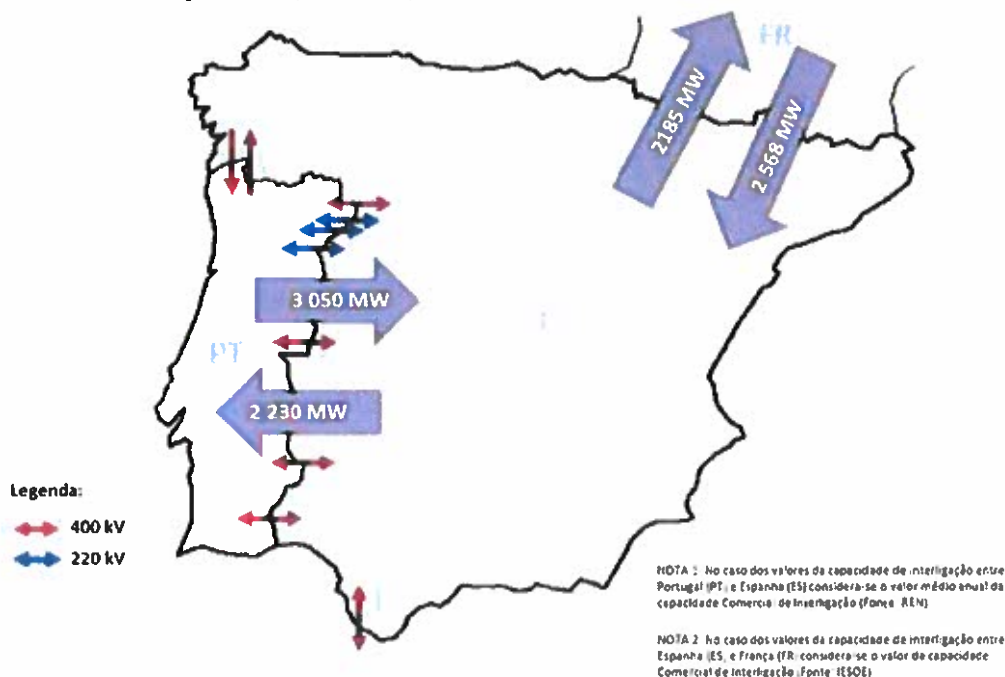 FR
2185 MW
2 568 MW
3 050 MW
PT
2 230 MW
Legenda:
400 kV
220 kV
NOTA 1: No caso dos valores da capacidade de interligação entre
Portugal (PT) e Espanha (ES) considera-se o valor médio anual da
capacidade Comercial de Interligação (Fonte: REN)
NOTA 2: No caso dos valores da capacidade de interligação entre
Espanha (ES) e França (FR) considera-se o valor da capacidade
Comercial de Interligação (Fonte: IESOE)